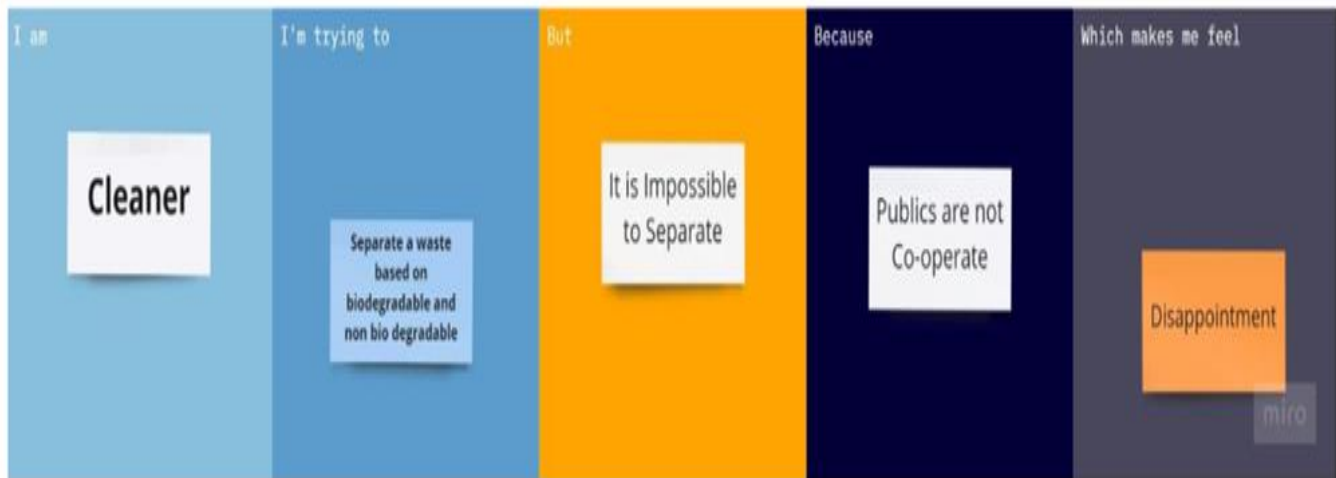 I am
Cleaner
I'm trying to
Separate a waste
based on
biodegradable and
non bio degradable
But
It is Impossible
to Separate
Because
Publics are not
Co-operate
Which makes me feel
Disappointment
miro